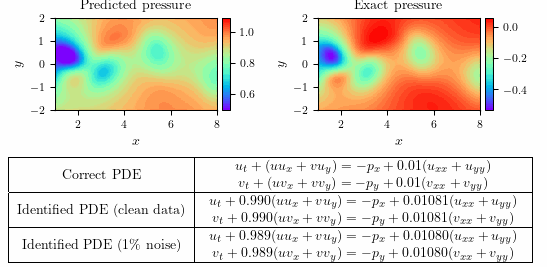 Predicted pressure Exact pressure
2
1
0
−1
−2
y
2 4 6 8
x
1.0
0.8
0.6
2
1
0
−1
−2
y
2 4 6 8
x
0.0
−0.2
−0.4
Correct PDE
u_t + (uu_x + vu_y) = −p_x + 0.01(u_xx + u_yy)
v_t + (uv_x + vv_y) = −p_y + 0.01(v_xx + v_yy)
Identified PDE (clean data)
u_t + 0.990(uu_x + vu_y) = −p_x + 0.01081(u_xx + u_yy)
v_t + 0.990(uv_x + vv_y) = −p_y + 0.01081(v_xx + v_yy)
Identified PDE (1% noise)
u_t + 0.989(uu_x + vu_y) = −p_x + 0.01080(u_xx + u_yy)
v_t + 0.989(uv_x + vv_y) = −p_y + 0.01080(v_xx + v_yy)